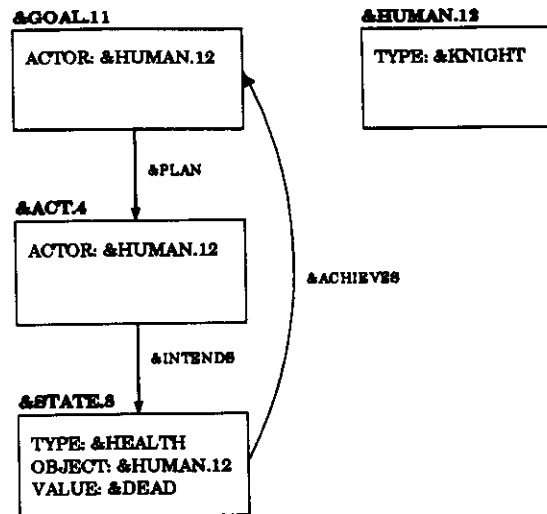 &GOAL.11
ACTOR: &HUMAN.12
&HUMAN.12
TYPE: &KNIGHT
&PLAN
&ACT.4
ACTOR: &HUMAN.12
&ACHIEVES
&INTENDS
&STATE.3
TYPE: &HEALTH
OBJECT: &HUMAN.12
VALUE: &DEAD